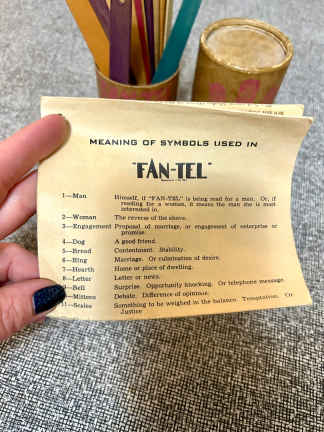 MEANING OF SYMBOLS USED IN
"FAN-TEL"
1—Man Himself, if "FAN-TEL" is being read for a man. Or, if
reading for a woman, it means the man she is most
interested in.
2—Woman The reverse of the above.
3—Engagement Proposal of marriage, or engagement of enterprise or
promise.
4—Dog A good friend.
5—Bread Contentment. Stability.
6—Ring Marriage. Or culmination of desire.
7—Hearth Home or place of dwelling.
8—Letter Letter or news.
9—Bell Surprise. Opportunity knocking. Or telephone message.
10—Mittens Debate. Difference of opinions.
11—Scales Something to be weighed in the balance. Temptation. Or
Justice